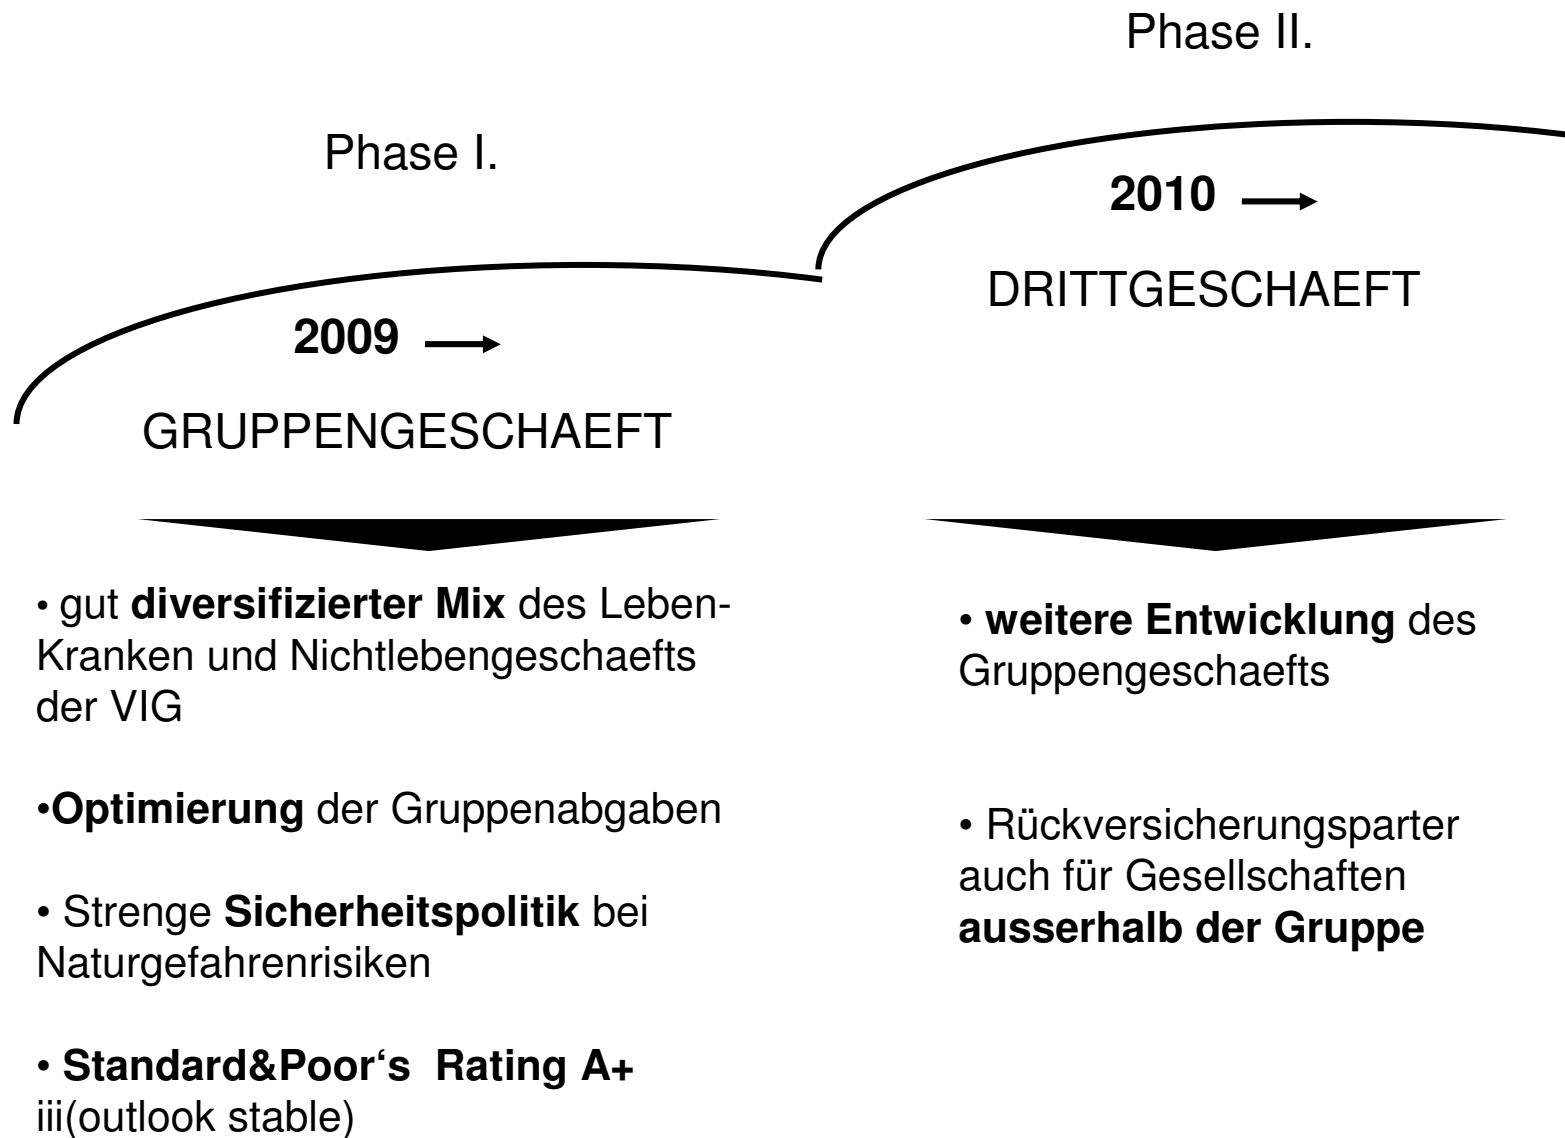 Phase I.
2009
GRUPPENGESCHAEFT
• gut diversifizierter Mix des Leben-
Kranken und Nichtlebengeschaefts
der VIG
•Optimierung der Gruppenabgaben
• Strenge Sicherheitspolitik bei
Naturgefahrenrisiken
• Standard&Poor‘s Rating A+
iii(outlook stable)
Phase II.
2010
DRITTGESCHAEFT
• weitere Entwicklung des
Gruppengeschaefts
• Rückversicherungsparter
auch für Gesellschaften
ausserhalb der Gruppe